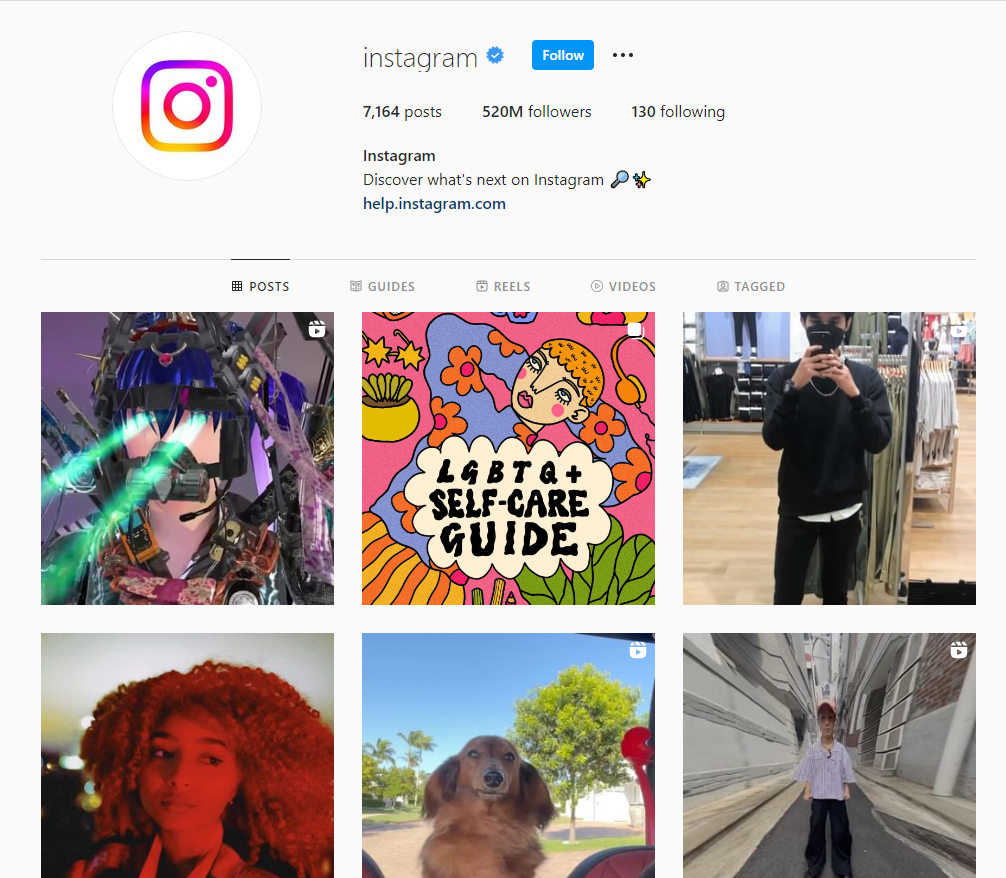 instagram Follow
7,164 posts 520M followers 130 following
Instagram
Discover what's next on Instagram 🔎✨
help.instagram.com
POSTS GUIDES REELS VIDEOS TAGGED
LGBTQ+
SELF-CARE
GUIDE